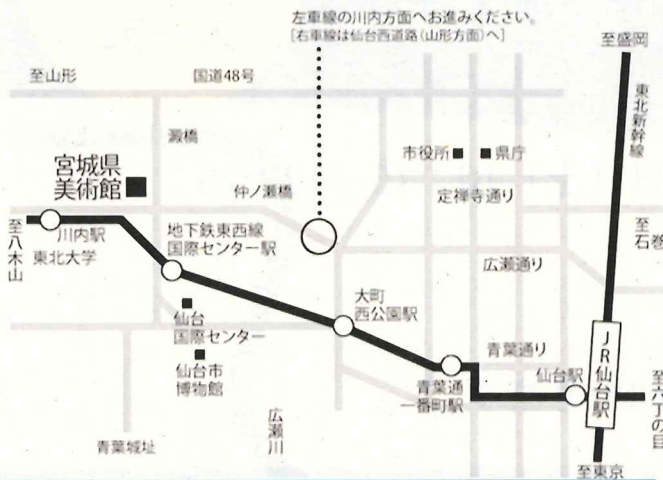 左車線の川内方面へお進みください。
[右車線は仙台西道路(山形方面)へ]
至盛岡
至山形
国道48号
東北新幹線
澱橋
市役所■ ■県庁
宮城県
美術館
仲ノ瀬橋
定禅寺通り
至八木山
川内駅
東北大学
地下鉄東西線
国際センター駅
至石巻
広瀬通り
大町
西公園駅
仙台
国際センター
仙台市
博物館
青葉通り
青葉通
一番町駅
仙台駅
JR仙台駅
至六丁の目
広瀬川
青葉城址
至東京